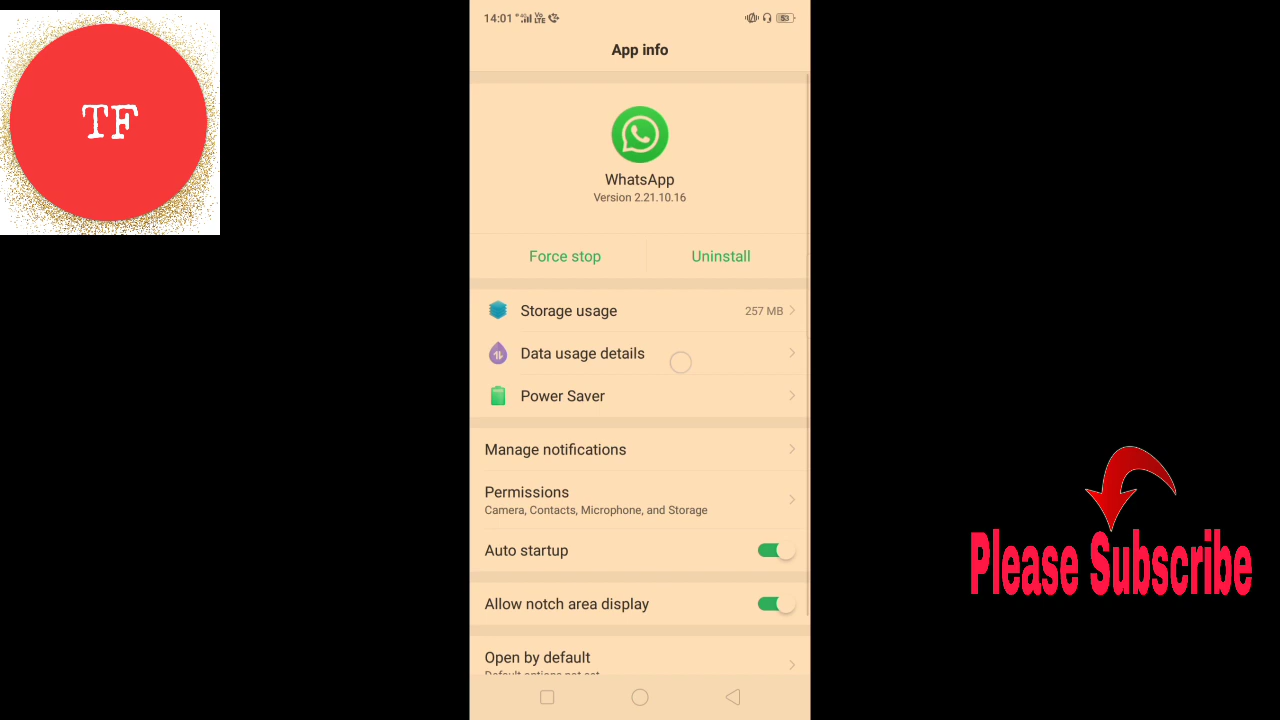 TF
14:01
53
App info
WhatsApp
Version 2.21.10.16
Force stop
Uninstall
Storage usage
257 MB
Data usage details
Power Saver
Manage notifications
Permissions
Camera, Contacts, Microphone, and Storage
Auto startup
Allow notch area display
Open by default
Please Subscribe